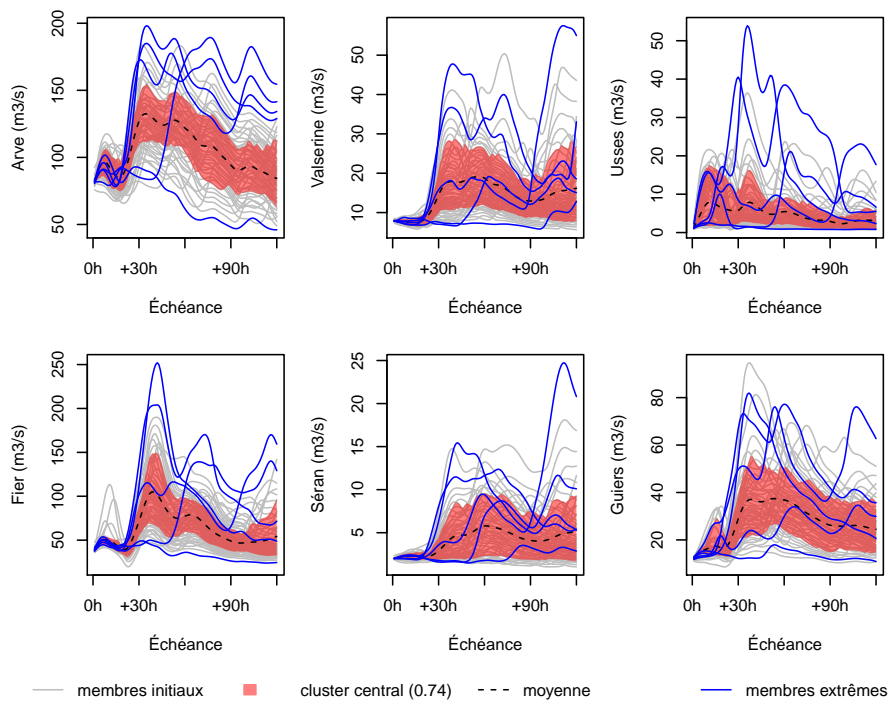 Arve (m3/s)
200
150
100
50
0h +30h +90h
Échéance
Valserine (m3/s)
50
40
30
20
10
0h +30h +90h
Échéance
Usses (m3/s)
50
40
30
20
10
0
0h +30h +90h
Échéance
Fier (m3/s)
250
200
150
100
50
0h +30h +90h
Échéance
Séran (m3/s)
25
20
15
10
5
0h +30h +90h
Échéance
Guiers (m3/s)
80
60
40
20
0h +30h +90h
Échéance
membres initiaux cluster central (0.74) moyenne membres extrêmes